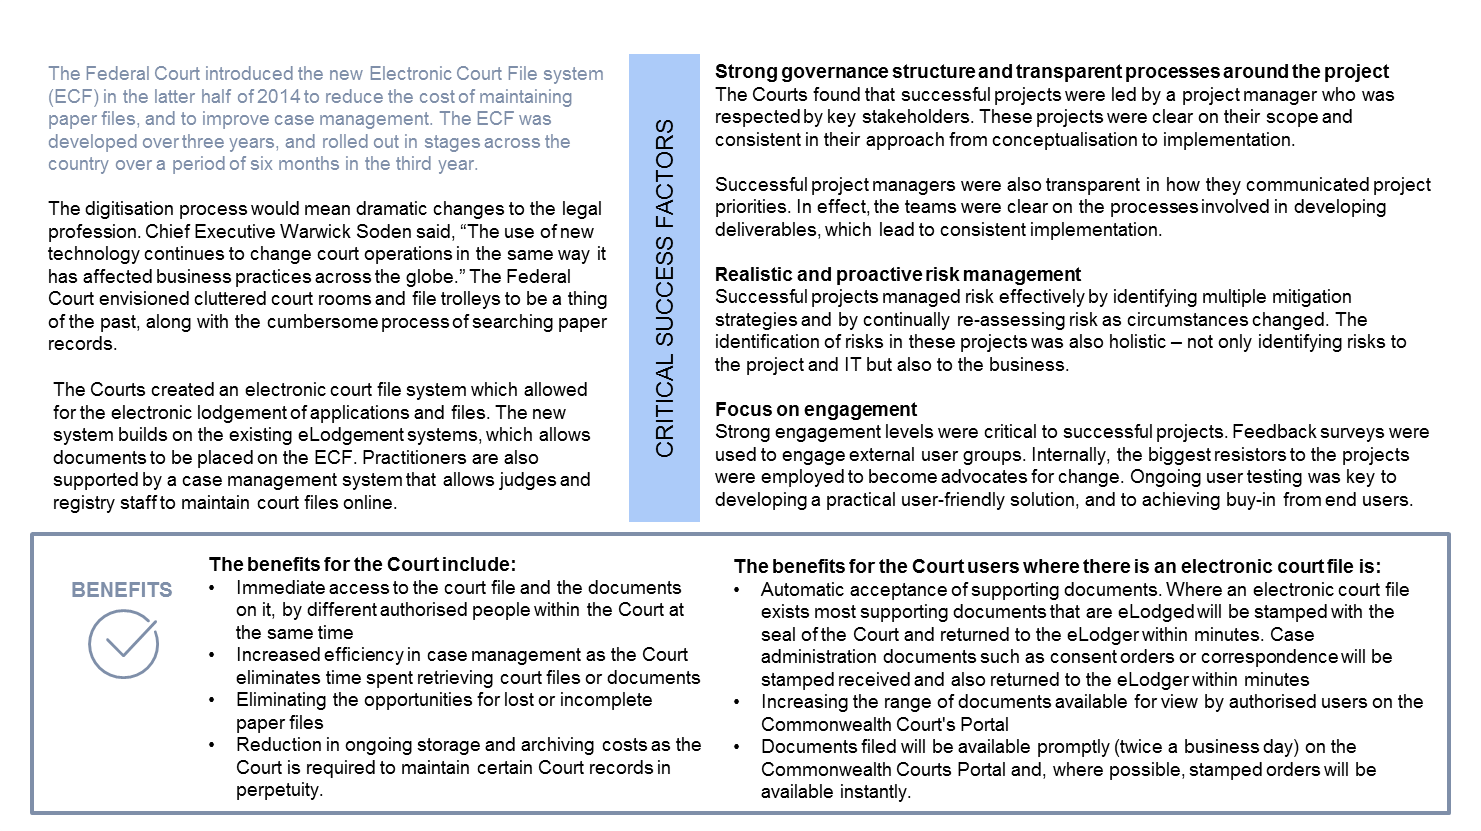 The Federal Court introduced the new Electronic Court File system
(ECF) in the latter half of 2014 to reduce the cost of maintaining
paper files, and to improve case management. The ECF was
developed over three years, and rolled out in stages across the
country over a period of six months in the third year.
The digitisation process would mean dramatic changes to the legal
profession. Chief Executive Warwick Soden said, “The use of new
technology continues to change court operations in the same way it
has affected business practices across the globe.” The Federal
Court envisioned cluttered court rooms and file trolleys to be a thing
of the past, along with the cumbersome process of searching paper
records.
The Courts created an electronic court file system which allowed
for the electronic lodgement of applications and files. The new
system builds on the existing eLodgement systems, which allows
documents to be placed on the ECF. Practitioners are also
supported by a case management system that allows judges and
registry staff to maintain court files online.
CRITICAL SUCCESS FACTORS
Strong governance structure and transparent processes around the project
The Courts found that successful projects were led by a project manager who was
respected by key stakeholders. These projects were clear on their scope and
consistent in their approach from conceptualisation to implementation.
Successful project managers were also transparent in how they communicated project
priorities. In effect, the teams were clear on the processes involved in developing
deliverables, which lead to consistent implementation.
Realistic and proactive risk management
Successful projects managed risk effectively by identifying multiple mitigation
strategies and by continually re-assessing risk as circumstances changed. The
identification of risks in these projects was also holistic – not only identifying risks to
the project and IT but also to the business.
Focus on engagement
Strong engagement levels were critical to successful projects. Feedback surveys were
used to engage external user groups. Internally, the biggest resistors to the projects
were employed to become advocates for change. Ongoing user testing was key to
developing a practical user-friendly solution, and to achieving buy-in from end users.
BENEFITS
The benefits for the Court include:
• Immediate access to the court file and the documents
on it, by different authorised people within the Court at
the same time
• Increased efficiency in case management as the Court
eliminates time spent retrieving court files or documents
• Eliminating the opportunities for lost or incomplete
paper files
• Reduction in ongoing storage and archiving costs as the
Court is required to maintain certain Court records in
perpetuity.
The benefits for the Court users where there is an electronic court file is:
• Automatic acceptance of supporting documents. Where an electronic court file
exists most supporting documents that are eLodged will be stamped with the
seal of the Court and returned to the eLodger within minutes. Case
administration documents such as consent orders or correspondence will be
stamped received and also returned to the eLodger within minutes
• Increasing the range of documents available for view by authorised users on the
Commonwealth Court's Portal
• Documents filed will be available promptly (twice a business day) on the
Commonwealth Courts Portal and, where possible, stamped orders will be
available instantly.